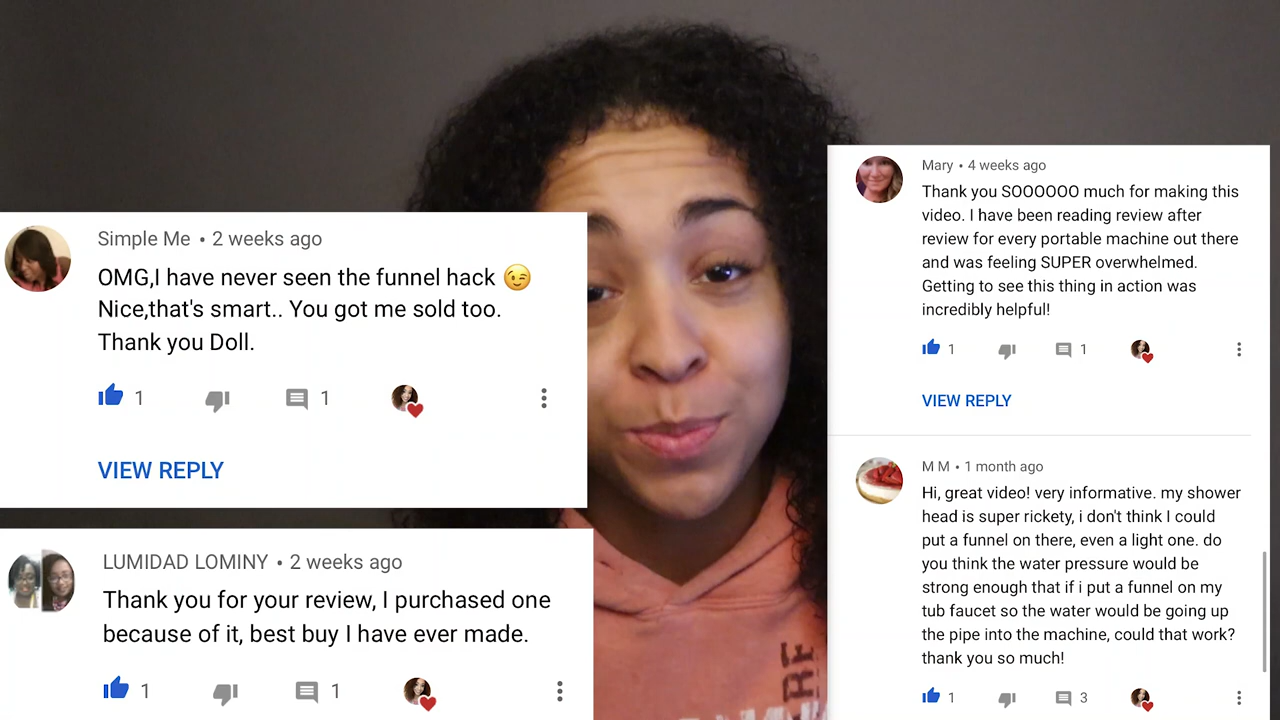 Simple Me • 2 weeks ago
OMG,I have never seen the funnel hack 😉
Nice,that's smart.. You got me sold too.
Thank you Doll.
1
1
VIEW REPLY
LUMIDAD LOMINY • 2 weeks ago
Thank you for your review, I purchased one
because of it, best buy I have ever made.
1
1
Mary • 4 weeks ago
Thank you SOOOOOO much for making this
video. I have been reading review after
review for every portable machine out there
and was feeling SUPER overwhelmed.
Getting to see this thing in action was
incredibly helpful!
1
1
VIEW REPLY
M M • 1 month ago
Hi, great video! very informative. my shower
head is super rickety, i don't think I could
put a funnel on there, even a light one. do
you think the water pressure would be
strong enough that if i put a funnel on my
tub faucet so the water would be going up
the pipe into the machine, could that work?
thank you so much!
1
3